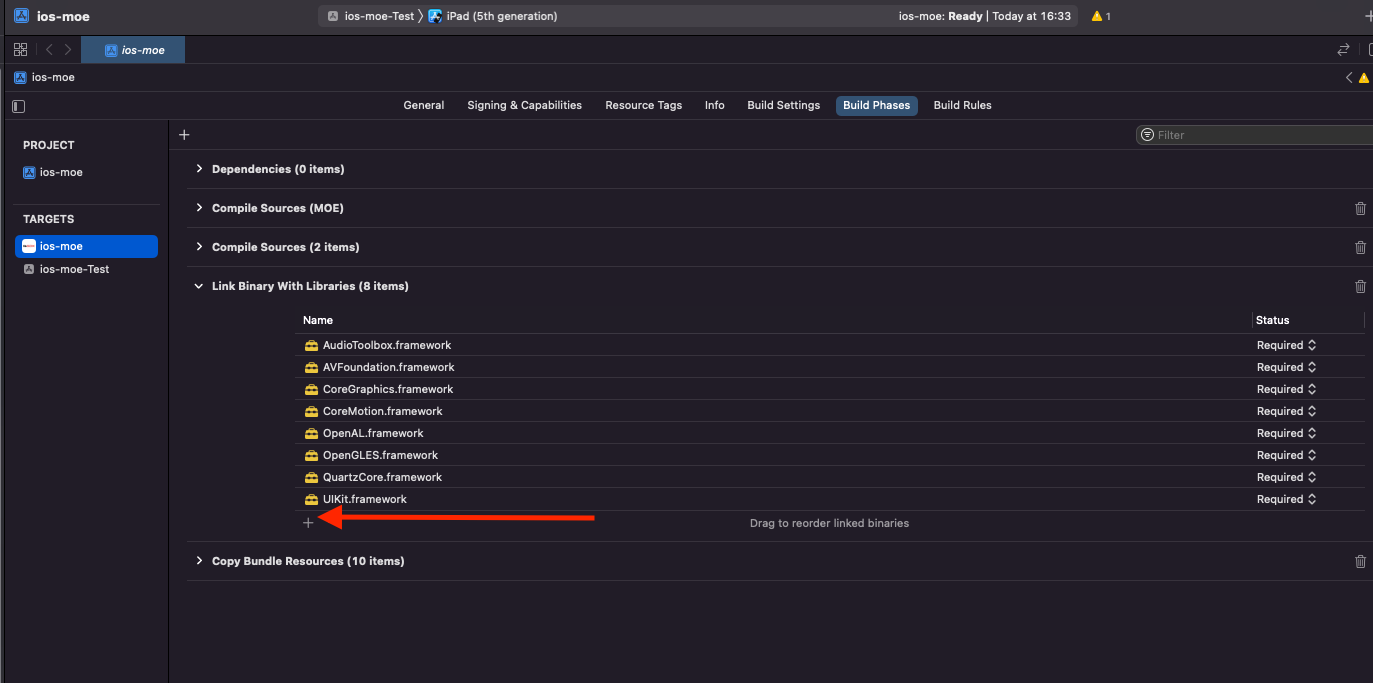 ios-moe
ios-moe-Test
iPad (5th generation)
ios-moe: Ready | Today at 16:33
1
ios-moe
ios-moe
General
Signing & Capabilities
Resource Tags
Info
Build Settings
Build Phases
Build Rules
PROJECT
ios-moe
TARGETS
ios-moe
ios-moe-Test
Filter
Dependencies (0 items)
Compile Sources (MOE)
Compile Sources (2 items)
Link Binary With Libraries (8 items)
Name Status
AudioToolbox.framework Required
AVFoundation.framework Required
CoreGraphics.framework Required
CoreMotion.framework Required
OpenAL.framework Required
OpenGLES.framework Required
QuartzCore.framework Required
UIKit.framework Required
Drag to reorder linked binaries
Copy Bundle Resources (10 items)